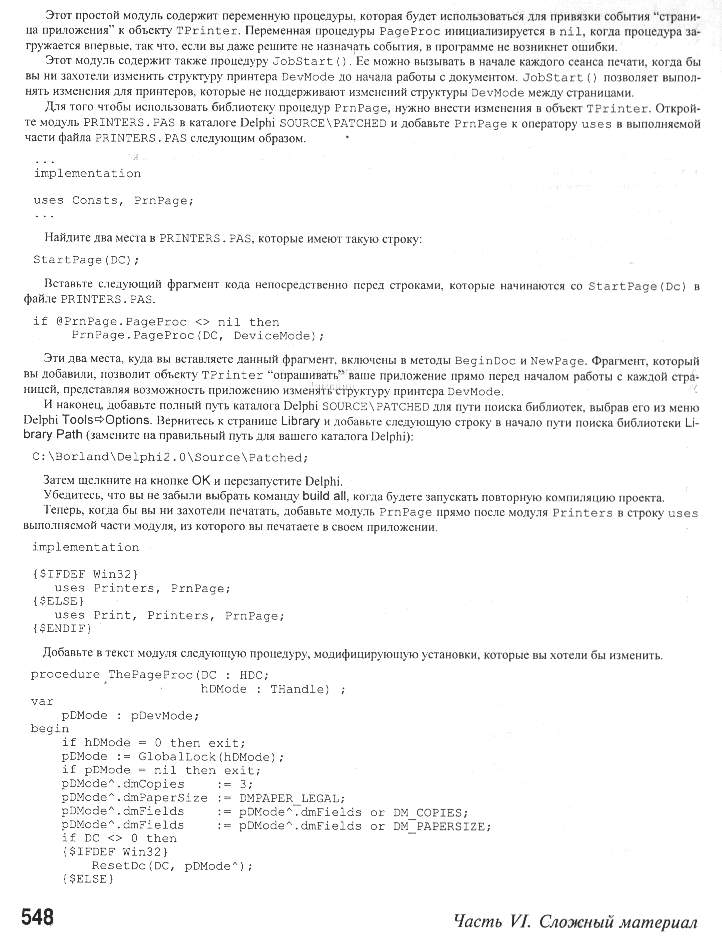 Этот простой модуль содержит переменную процедуры, которая будет использоваться для привязки события “страни-
ца приложения” к объекту TPrinter. Переменная процедуры PageProc инициализируется в nil, когда процедура за-
гружается впервые, так что, если вы даже решите не назначать события, в программе не возникнет ошибки.
Этот модуль содержит также процедуру JobStart(). Ее можно вызывать в начале каждого сеанса печати, когда бы
вы ни захотели изменить структуру принтера DevMode до начала работы с документом. JobStart() позволяет выпол-
нять изменения для принтеров, которые не поддерживают изменений структуры DevMode между страницами.
Для того чтобы использовать библиотеку процедур PrnPage, нужно внести изменения в объект TPrinter. Открой-
те модуль PRINTERS.PAS в каталоге Delphi SOURCE\PATCHED и добавьте PrnPage к оператору uses в выполняемой
части файла PRINTERS.PAS следующим образом.
...
implementation
uses Consts, PrnPage;
...
Найдите два места в PRINTERS.PAS, которые имеют такую строку:
StartPage(DC);
Вставьте следующий фрагмент кода непосредственно перед строками, которые начинаются со StartPage(Dc) в
файле PRINTERS.PAS.
if @PrnPage.PageProc <> nil then
PrnPage.PageProc(DC, DeviceMode);
Эти два места, куда вы вставляете данный фрагмент, включены в методы BeginDoc и NewPage. Фрагмент, который
вы добавили, позволит объекту TPrinter “опрашивать” ваше приложение прямо перед началом работы с каждой стра-
ницей, представляя возможность приложению изменять структуру принтера DevMode.
И наконец, добавьте полный путь каталога Delphi SOURCE\PATCHED для пути поиска библиотек, выбрав его из меню
Delphi Tools⇨Options. Вернитесь к странице Library и добавьте следующую строку в начало пути поиска библиотеки Li-
brary Path (замените на правильный путь для вашего каталога Delphi):
C:\Borland\Delphi2.0\Source\Patched;
Затем щелкните на кнопке OK и перезапустите Delphi.
Убедитесь, что вы не забыли выбрать команду build all, когда будете запускать повторную компиляцию проекта.
Теперь, когда бы вы ни захотели печатать, добавьте модуль PrnPage прямо после модуля Printers в строку uses
выполняемой части модуля, из которого вы печатаете в своем приложении.
implementation
{$IFDEF Win32}
uses Printers, PrnPage;
{$ELSE}
uses Print, Printers, PrnPage;
{$ENDIF}
Добавьте в текст модуля следующую процедуру, модифицирующую установки, которые вы хотели бы изменить.
procedure ThePageProc(DC : HDC;
hDMode : THandle) ;
var
pDMode : pDevMode;
begin
if hDMode = 0 then exit;
pDMode := GlobalLock(hDMode);
if pDMode = nil then exit;
pDMode^.dmCopies := 3;
pDMode^.dmPaperSize := DMPAPER_LEGAL;
pDMode^.dmFields := pDMode^.dmFields or DM_COPIES;
pDMode^.dmFields := pDMode^.dmFields or DM_PAPERSIZE;
if DC <> 0 then
{$IFDEF Win32}
ResetDc(DC, pDMode^);
{$ELSE}
548
Часть VI. Сложный материал